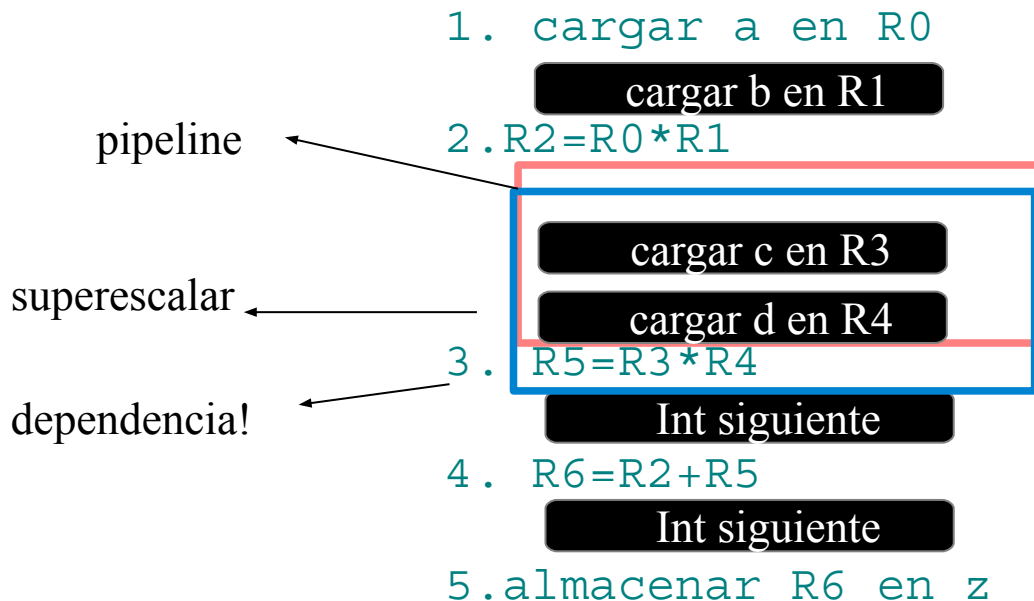 1. cargar a en R0
cargar b en R1
pipeline
2.R2=R0*R1
cargar c en R3
superescalar
cargar d en R4
3. R5=R3*R4
dependencia!
Int siguiente
4. R6=R2+R5
Int siguiente
5.almacenar R6 en z